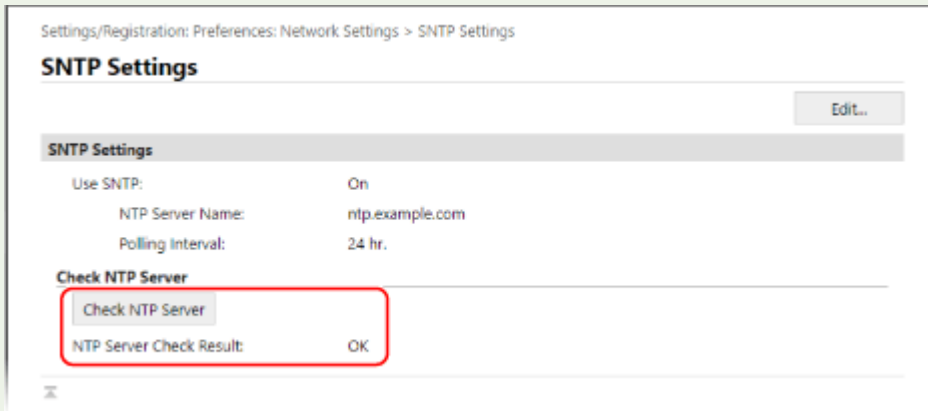 Settings/Registration: Preferences: Network Settings > SNTP Settings
SNTP Settings
Edit...
SNTP Settings
Use SNTP: On
NTP Server Name: ntp.example.com
Polling Interval: 24 hr.
Check NTP Server
Check NTP Server
NTP Server Check Result: OK